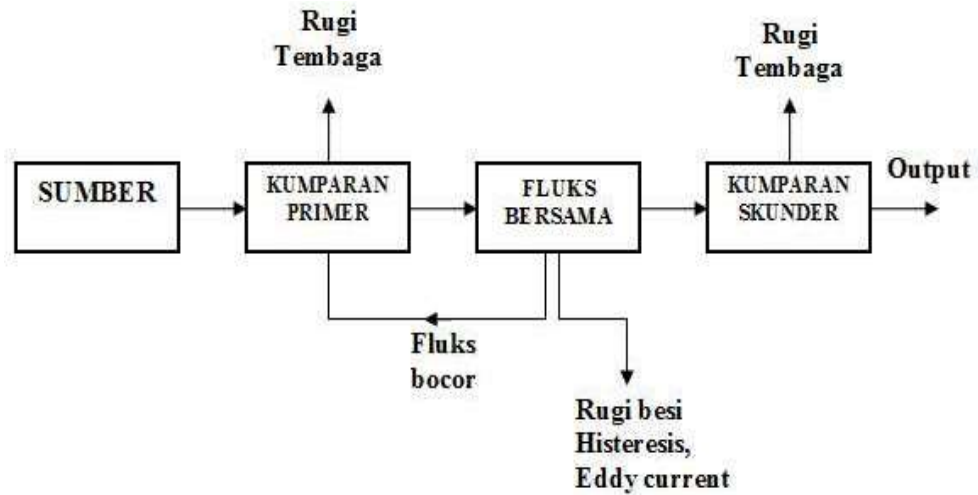 Rugi
Tembaga
Rugi
Tembaga
SUMBER
KUMPARAN
PRIMER
FLUKS
BERSAMA
KUMPARAN
SKUNDER
Output
Fluks
bocor
Rugi besi
Histeresis,
Eddy current